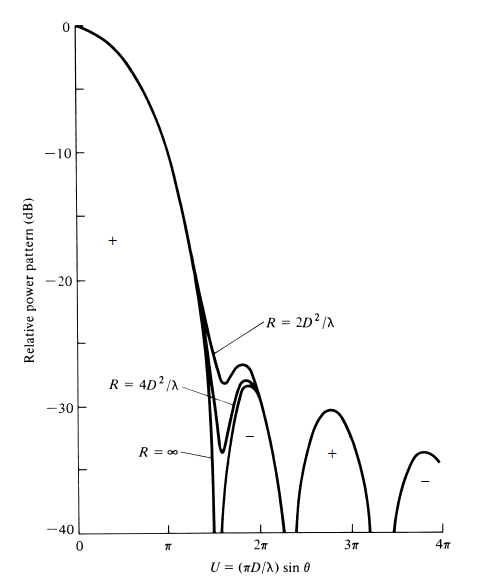 0
−10
−20
−30
−40
Relative power pattern (dB)
+
R = 2D²/λ
R = 4D²/λ
R = ∞
−
+
−
0 π 2π 3π 4π
U = (πD/λ) sin θ